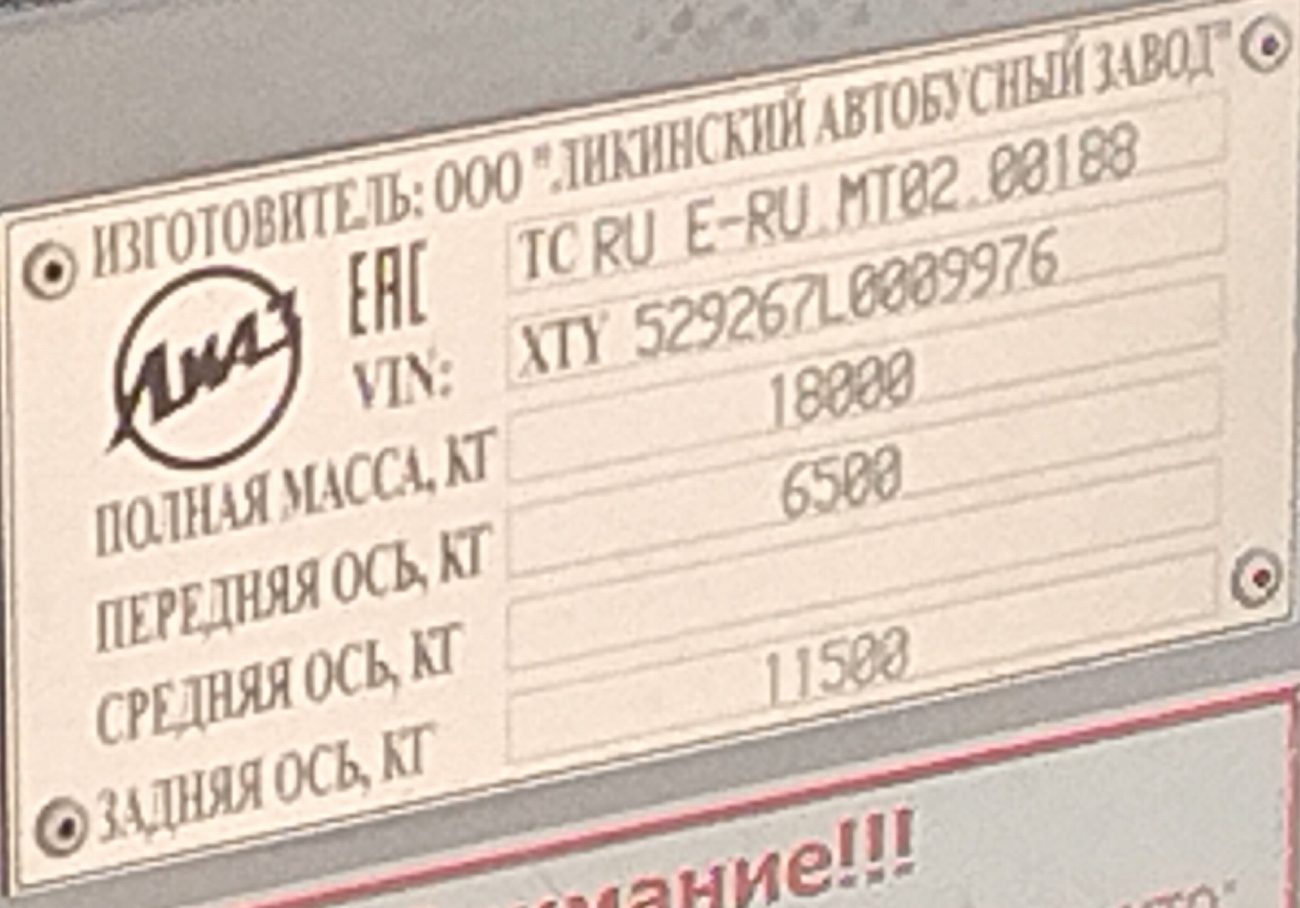 ИЗГОТОВИТЕЛЬ: ООО "ЛИКИНСКИЙ АВТОБУСНЫЙ ЗАВОД"
ЛиАЗ
ЕАС
TC RU E-RU.MT02.00188
VIN: XTY 529267L0009976
ПОЛНАЯ МАССА, КГ 18000
ПЕРЕДНЯЯ ОСЬ, КГ 6500
СРЕДНЯЯ ОСЬ, КГ
ЗАДНЯЯ ОСЬ, КГ 11500
нимание!!!